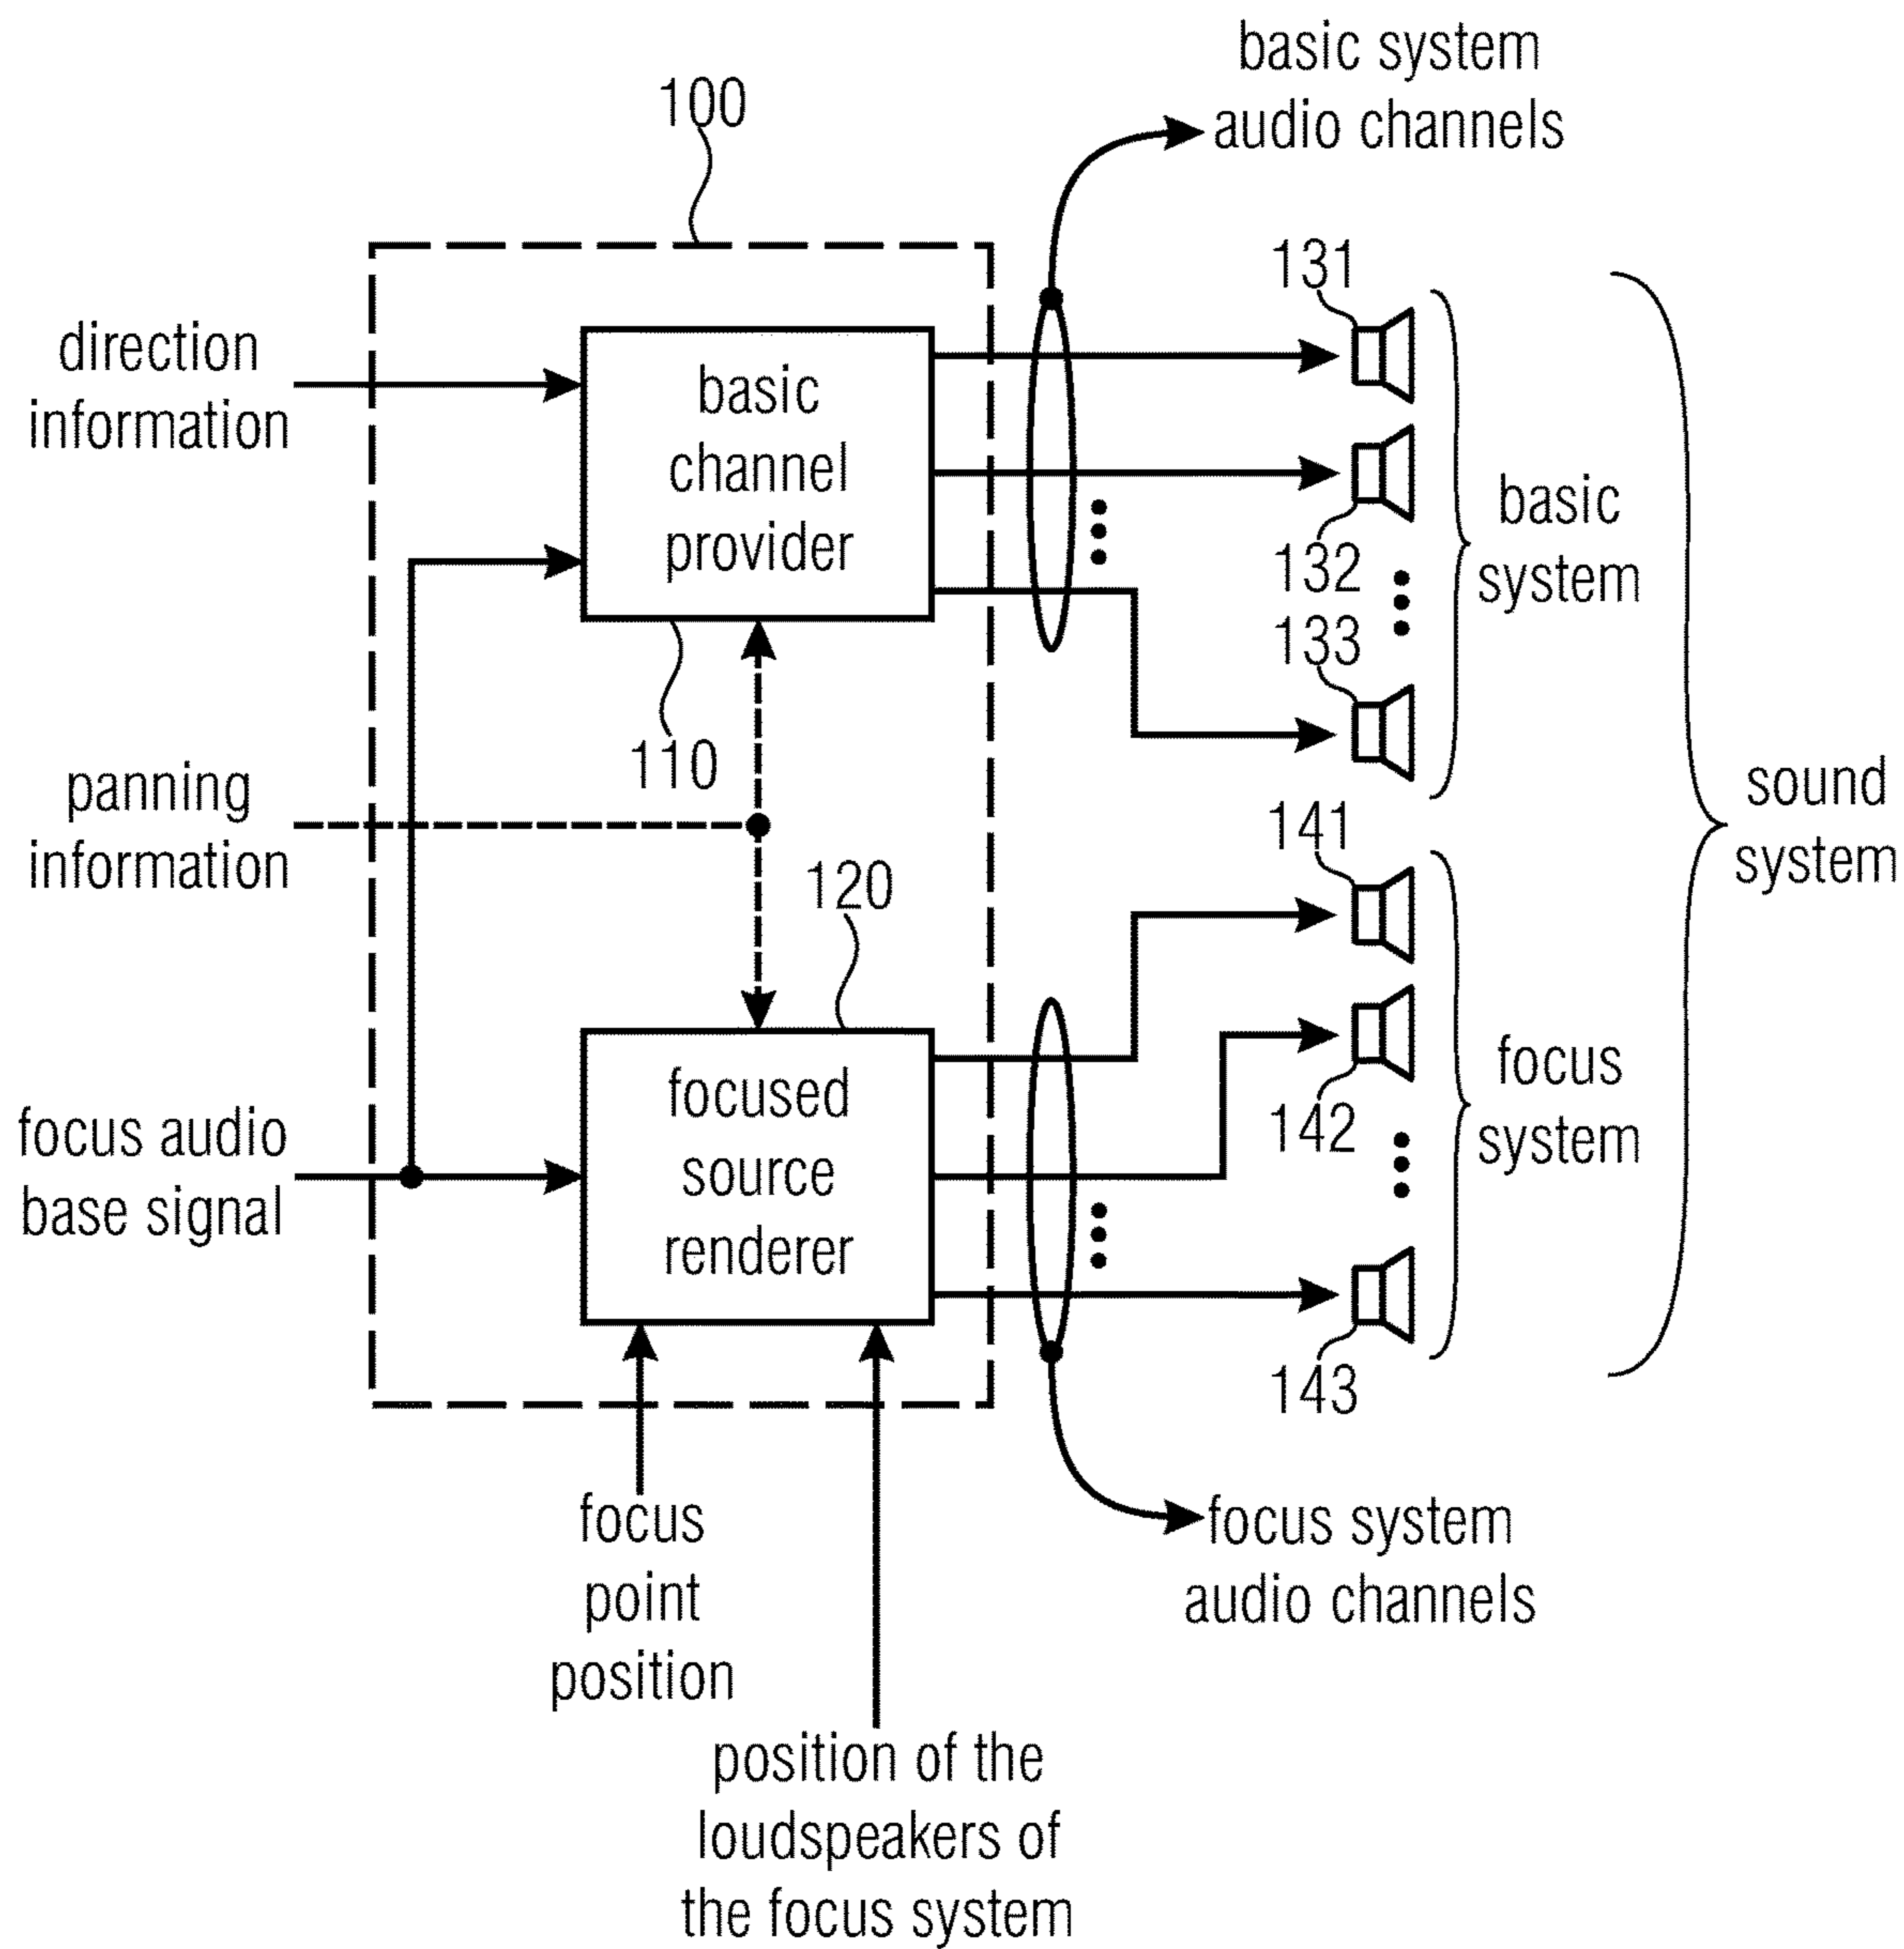 basic system
audio channels
100
131
direction
information
basic
channel
provider
132
basic
system
133
110
panning
information
141
sound
system
120
focused
source
renderer
142
focus
system
focus audio
base signal
143
focus
point
position
focus system
audio channels
position of the
loudspeakers of
the focus system